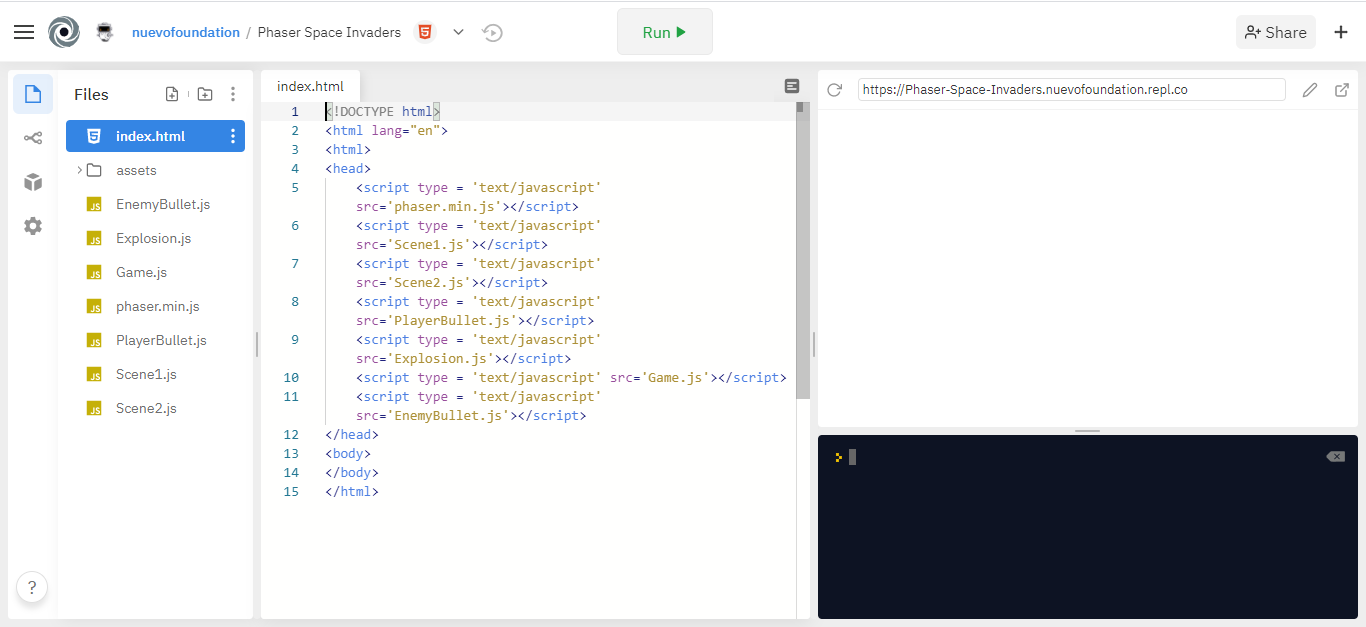 nuevofoundation / Phaser Space Invaders
Run
Share
Files
index.html
assets
EnemyBullet.js
Explosion.js
Game.js
phaser.min.js
PlayerBullet.js
Scene1.js
Scene2.js
?
index.html
1 <!DOCTYPE html>
2 <html lang="en">
3 <html>
4 <head>
5 <script type = 'text/javascript'
src='phaser.min.js'></script>
6 <script type = 'text/javascript'
src='Scene1.js'></script>
7 <script type = 'text/javascript'
src='Scene2.js'></script>
8 <script type = 'text/javascript'
src='PlayerBullet.js'></script>
9 <script type = 'text/javascript'
src='Explosion.js'></script>
10 <script type = 'text/javascript' src='Game.js'></script>
11 <script type = 'text/javascript'
src='EnemyBullet.js'></script>
12 </head>
13 <body>
14 </body>
15 </html>
https://Phaser-Space-Invaders.nuevofoundation.repl.co